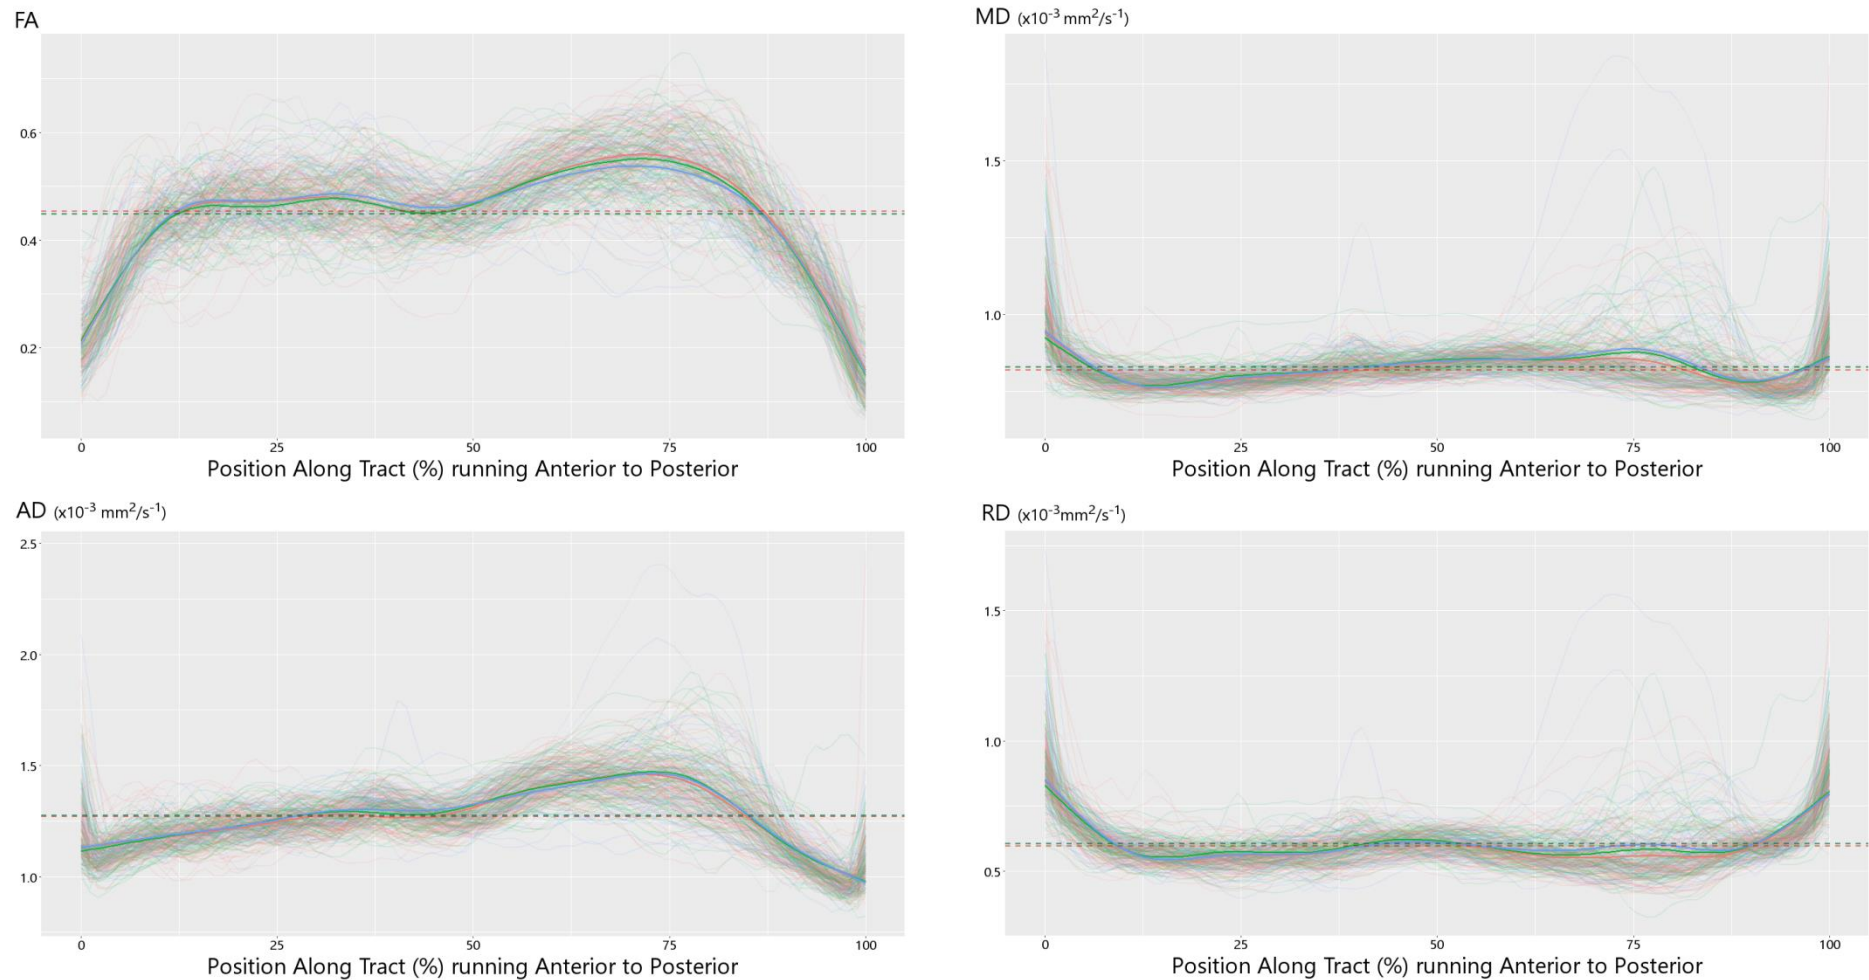 FA
0.6
0.4
0.2
0 25 50 75 100
Position Along Tract (%) running Anterior to Posterior
MD (x10⁻³ mm²/s⁻¹)
1.5
1.0
0 25 50 75 100
Position Along Tract (%) running Anterior to Posterior
AD (x10⁻³ mm²/s⁻¹)
2.5
2.0
1.5
1.0
0 25 50 75 100
Position Along Tract (%) running Anterior to Posterior
RD (x10⁻³mm²/s⁻¹)
1.5
1.0
0.5
0 25 50 75 100
Position Along Tract (%) running Anterior to Posterior